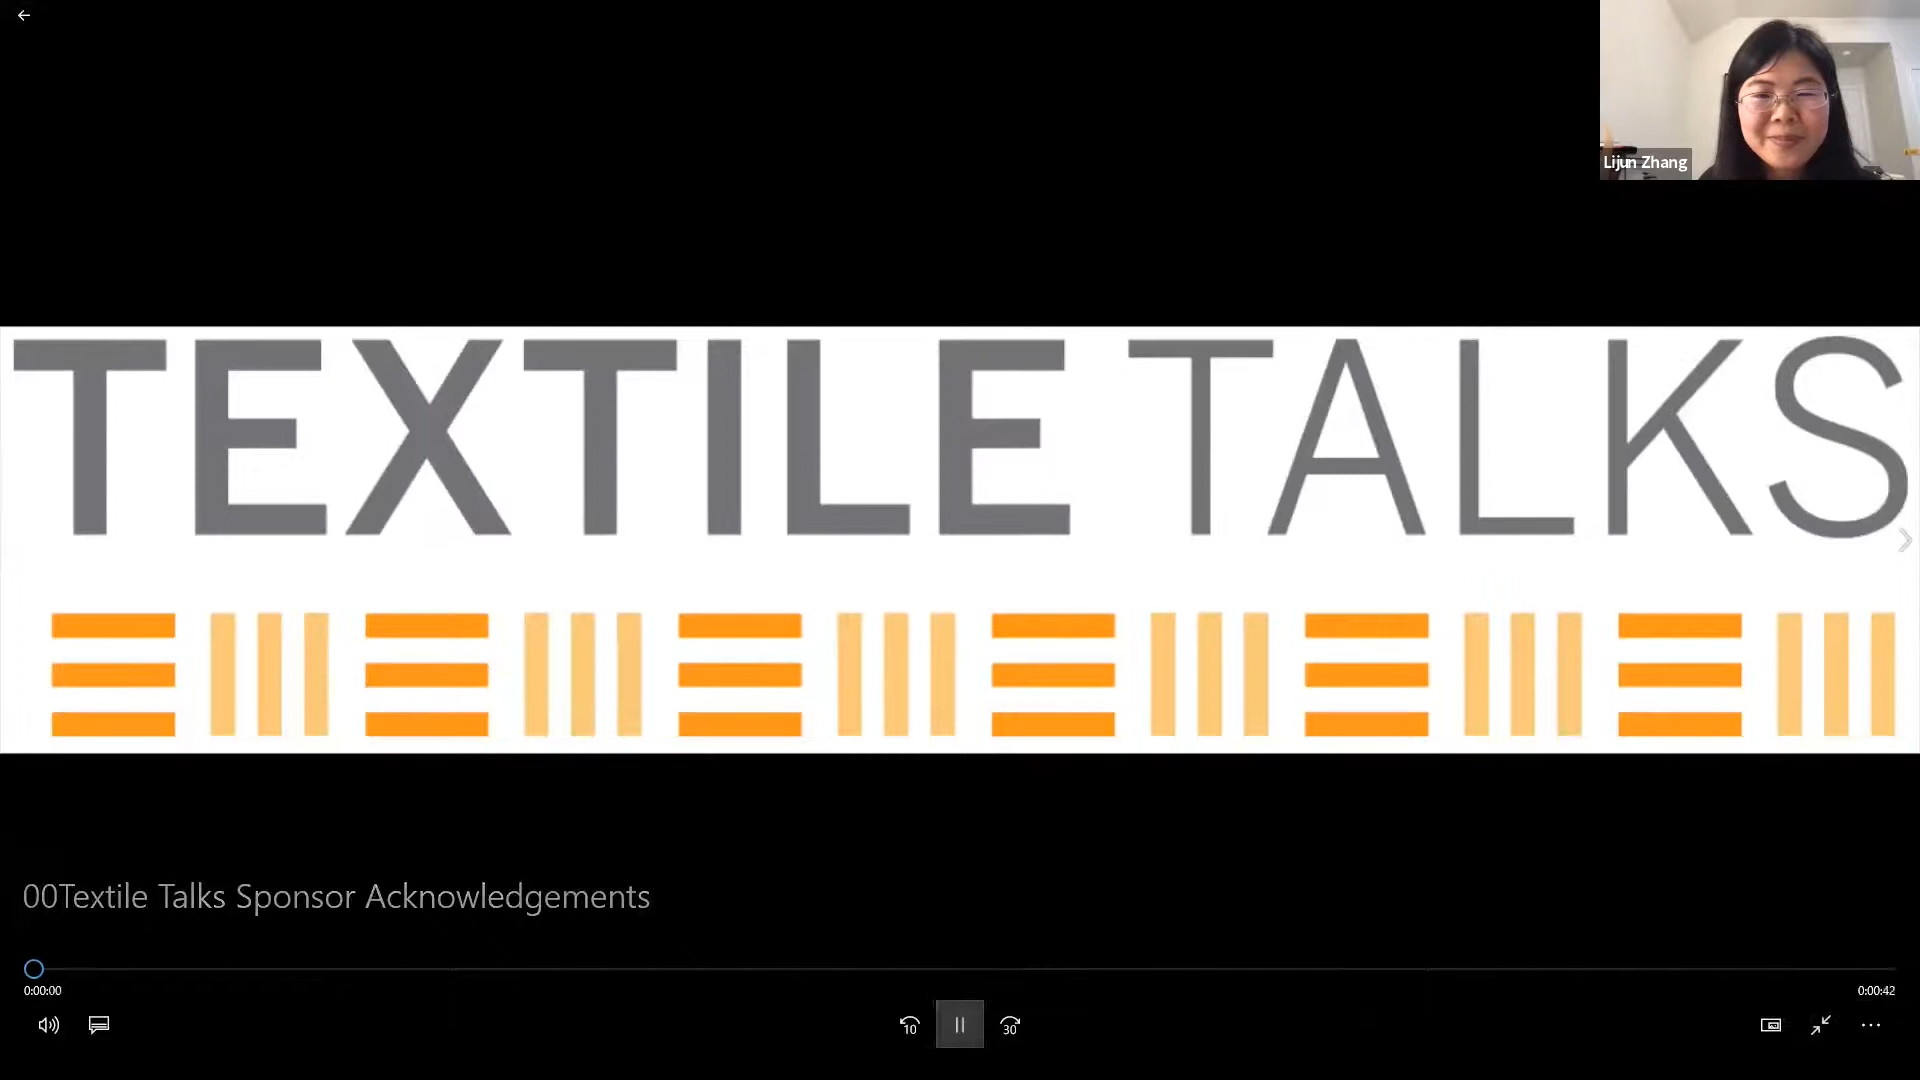 Lijun Zhang
TEXTILE TALKS
00Textile Talks Sponsor Acknowledgements
0:00:00
0:00:42
10
30